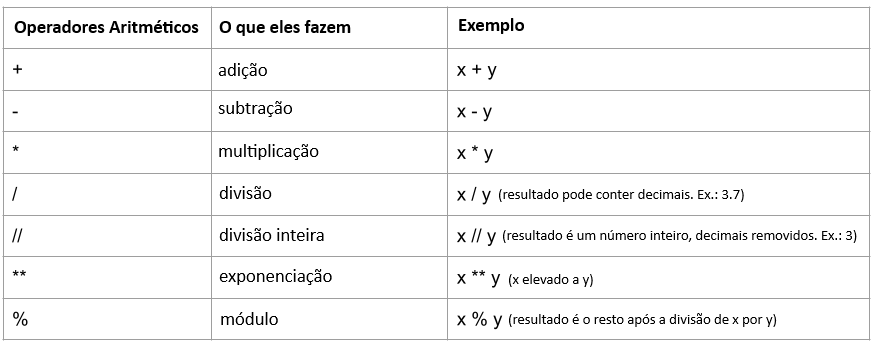 Operadores Aritméticos O que eles fazem Exemplo
+ adição x + y
- subtração x - y
* multiplicação x * y
/ divisão x / y (resultado pode conter decimais. Ex.: 3.7)
// divisão inteira x // y (resultado é um número inteiro, decimais removidos. Ex.: 3)
** exponenciação x ** y (x elevado a y)
% módulo x % y (resultado é o resto após a divisão de x por y)